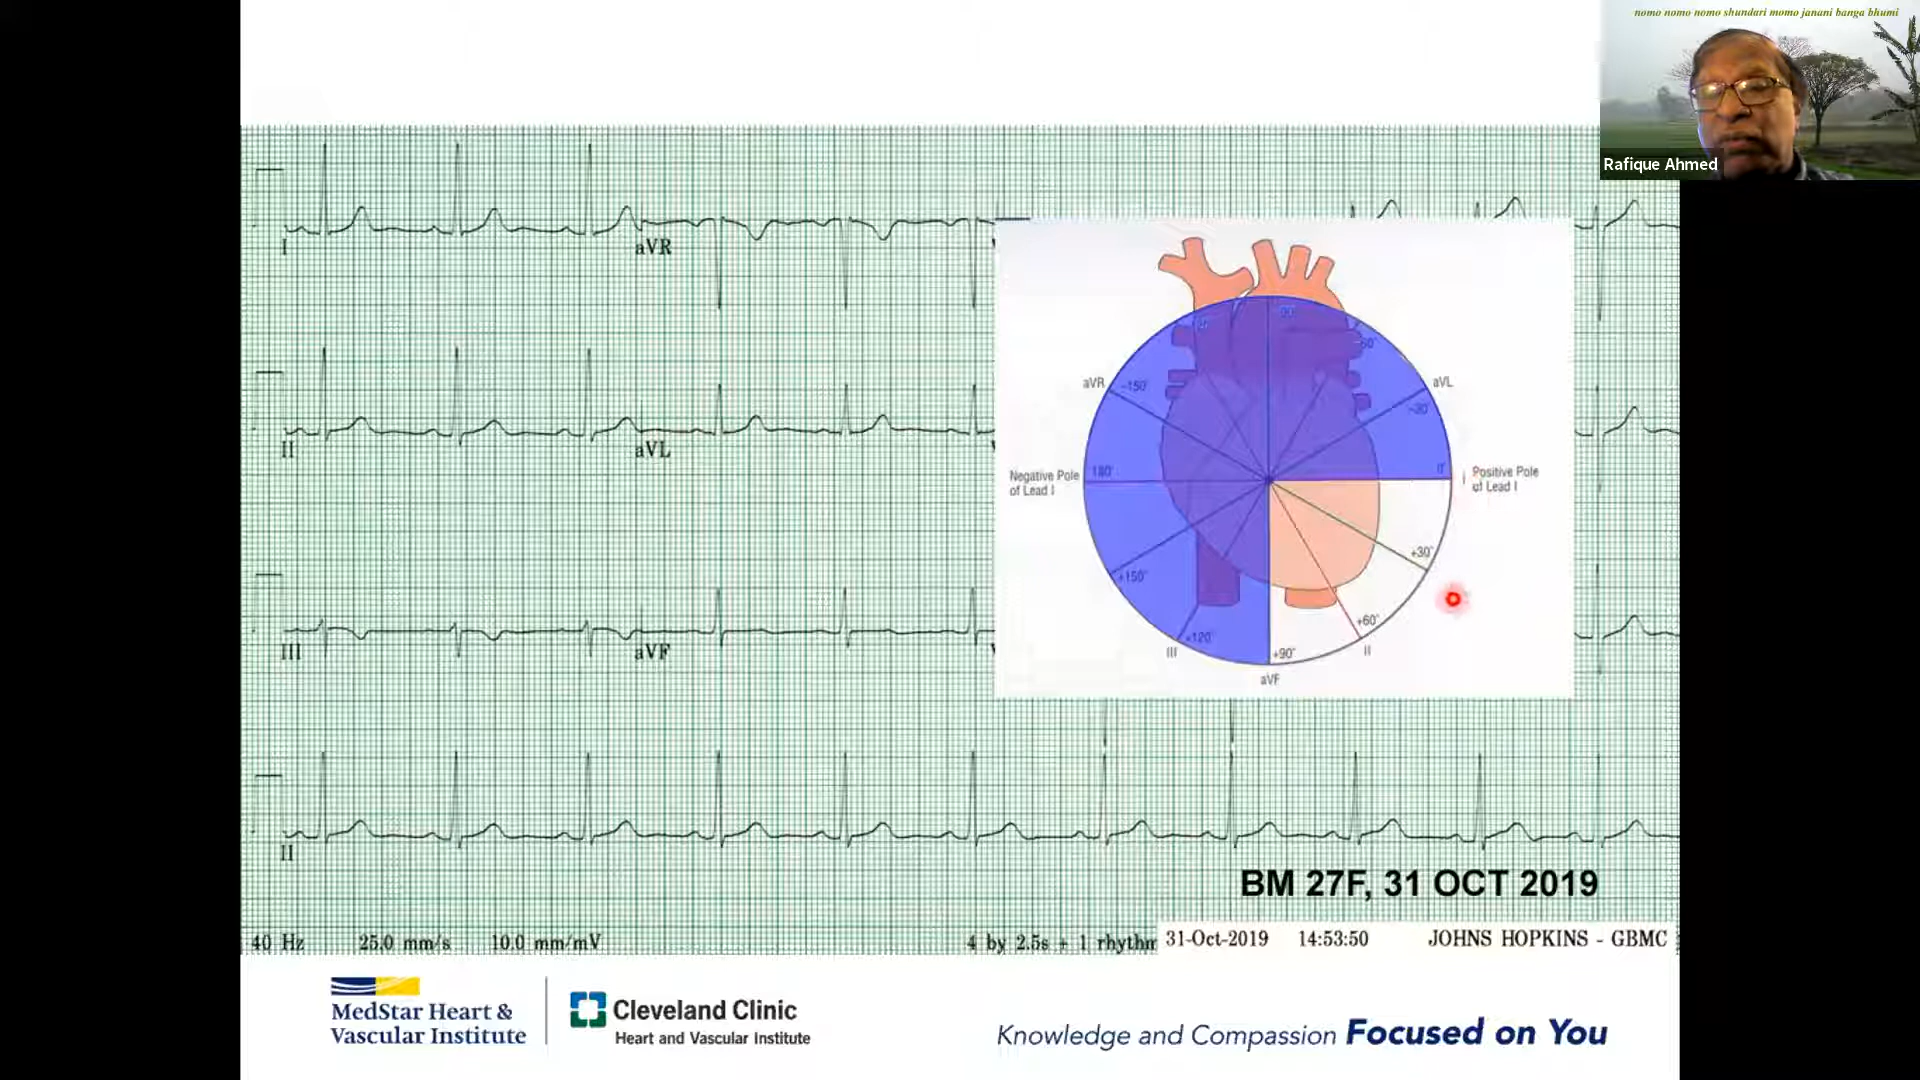 nomo nomo nomo shundari momo janani banga bhumi
Rafique Ahmed
I
aVR
II
aVL
III
aVF
II
aVR
-150°
aVL
-30°
Negative Pole
of Lead I
180°
0°
I
Positive Pole
of Lead I
+150°
+30°
+120°
III
+90°
aVF
+60°
II
BM 27F, 31 OCT 2019
40 Hz 25.0 mm/s 10.0 mm/mV
4 by 2.5s + 1 rhythm
31-Oct-2019 14:53:50 JOHNS HOPKINS - GBMC
MedStar Heart &
Vascular Institute
Cleveland Clinic
Heart and Vascular Institute
Knowledge and Compassion Focused on You